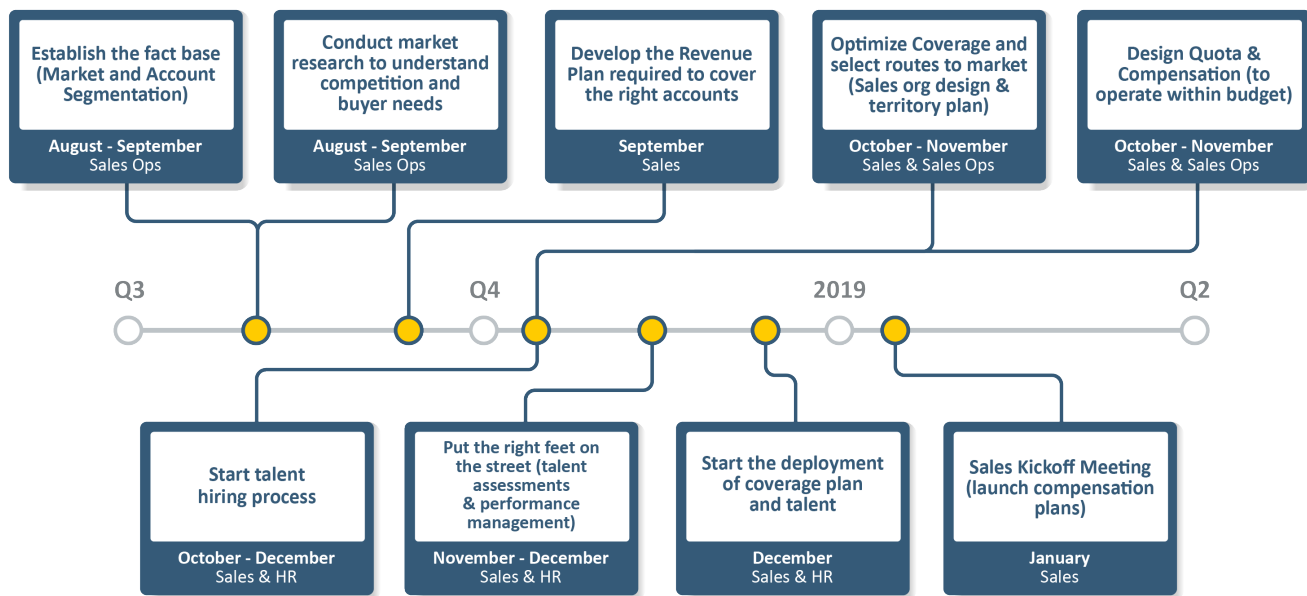 Establish the fact base
(Market and Account
Segmentation)
August - September
Sales Ops
Conduct market
research to understand
competition and
buyer needs
August - September
Sales Ops
Develop the Revenue
Plan required to cover
the right accounts
September
Sales
Optimize Coverage and
select routes to market
(Sales org design &
territory plan)
October - November
Sales & Sales Ops
Design Quota &
Compensation (to
operate within budget)
October - November
Sales & Sales Ops
Q3
Q4
2019
Q2
Start talent
hiring process
October - December
Sales & HR
Put the right feet on
the street (talent
assessments
& performance
management)
November - December
Sales & HR
Start the deployment
of coverage plan
and talent
December
Sales & HR
Sales Kickoff Meeting
(launch compensation
plans)
January
Sales